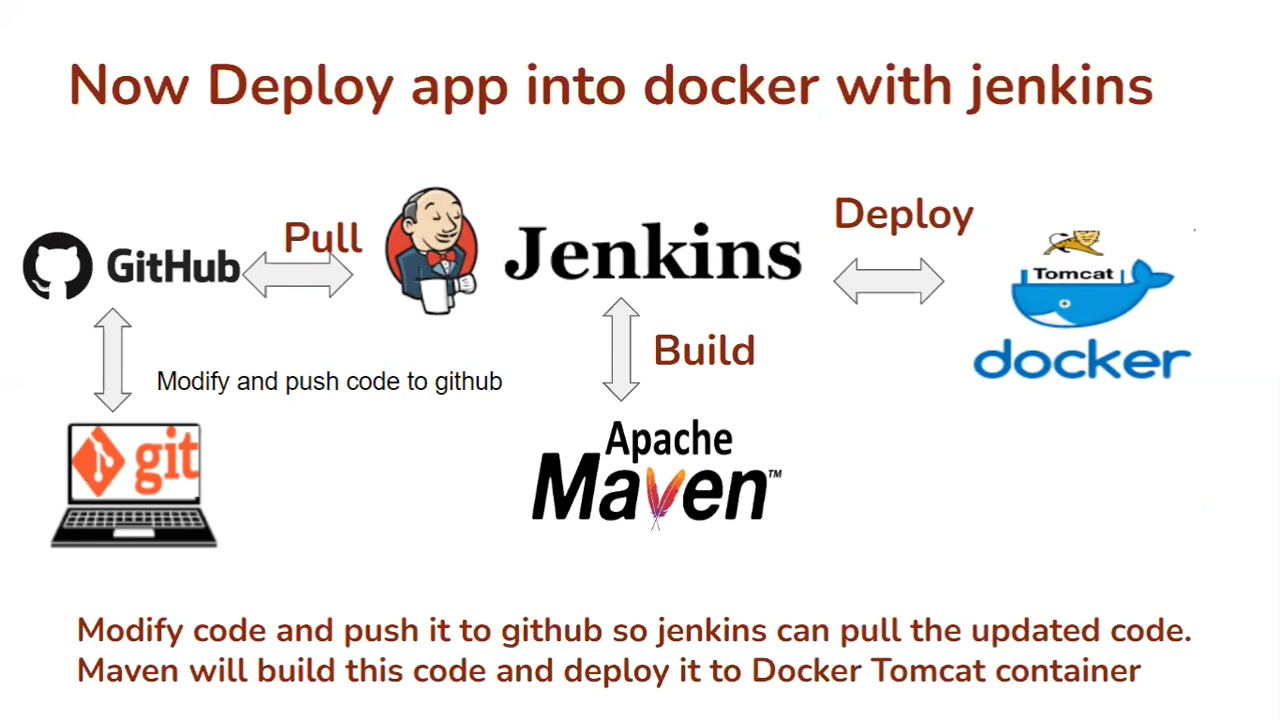 Now Deploy app into docker with jenkins
Deploy
Pull
GitHub
Jenkins
Tomcat
docker
Build
Modify and push code to github
git
Apache
Maven™
Modify code and push it to github so jenkins can pull the updated code.
Maven will build this code and deploy it to Docker Tomcat container